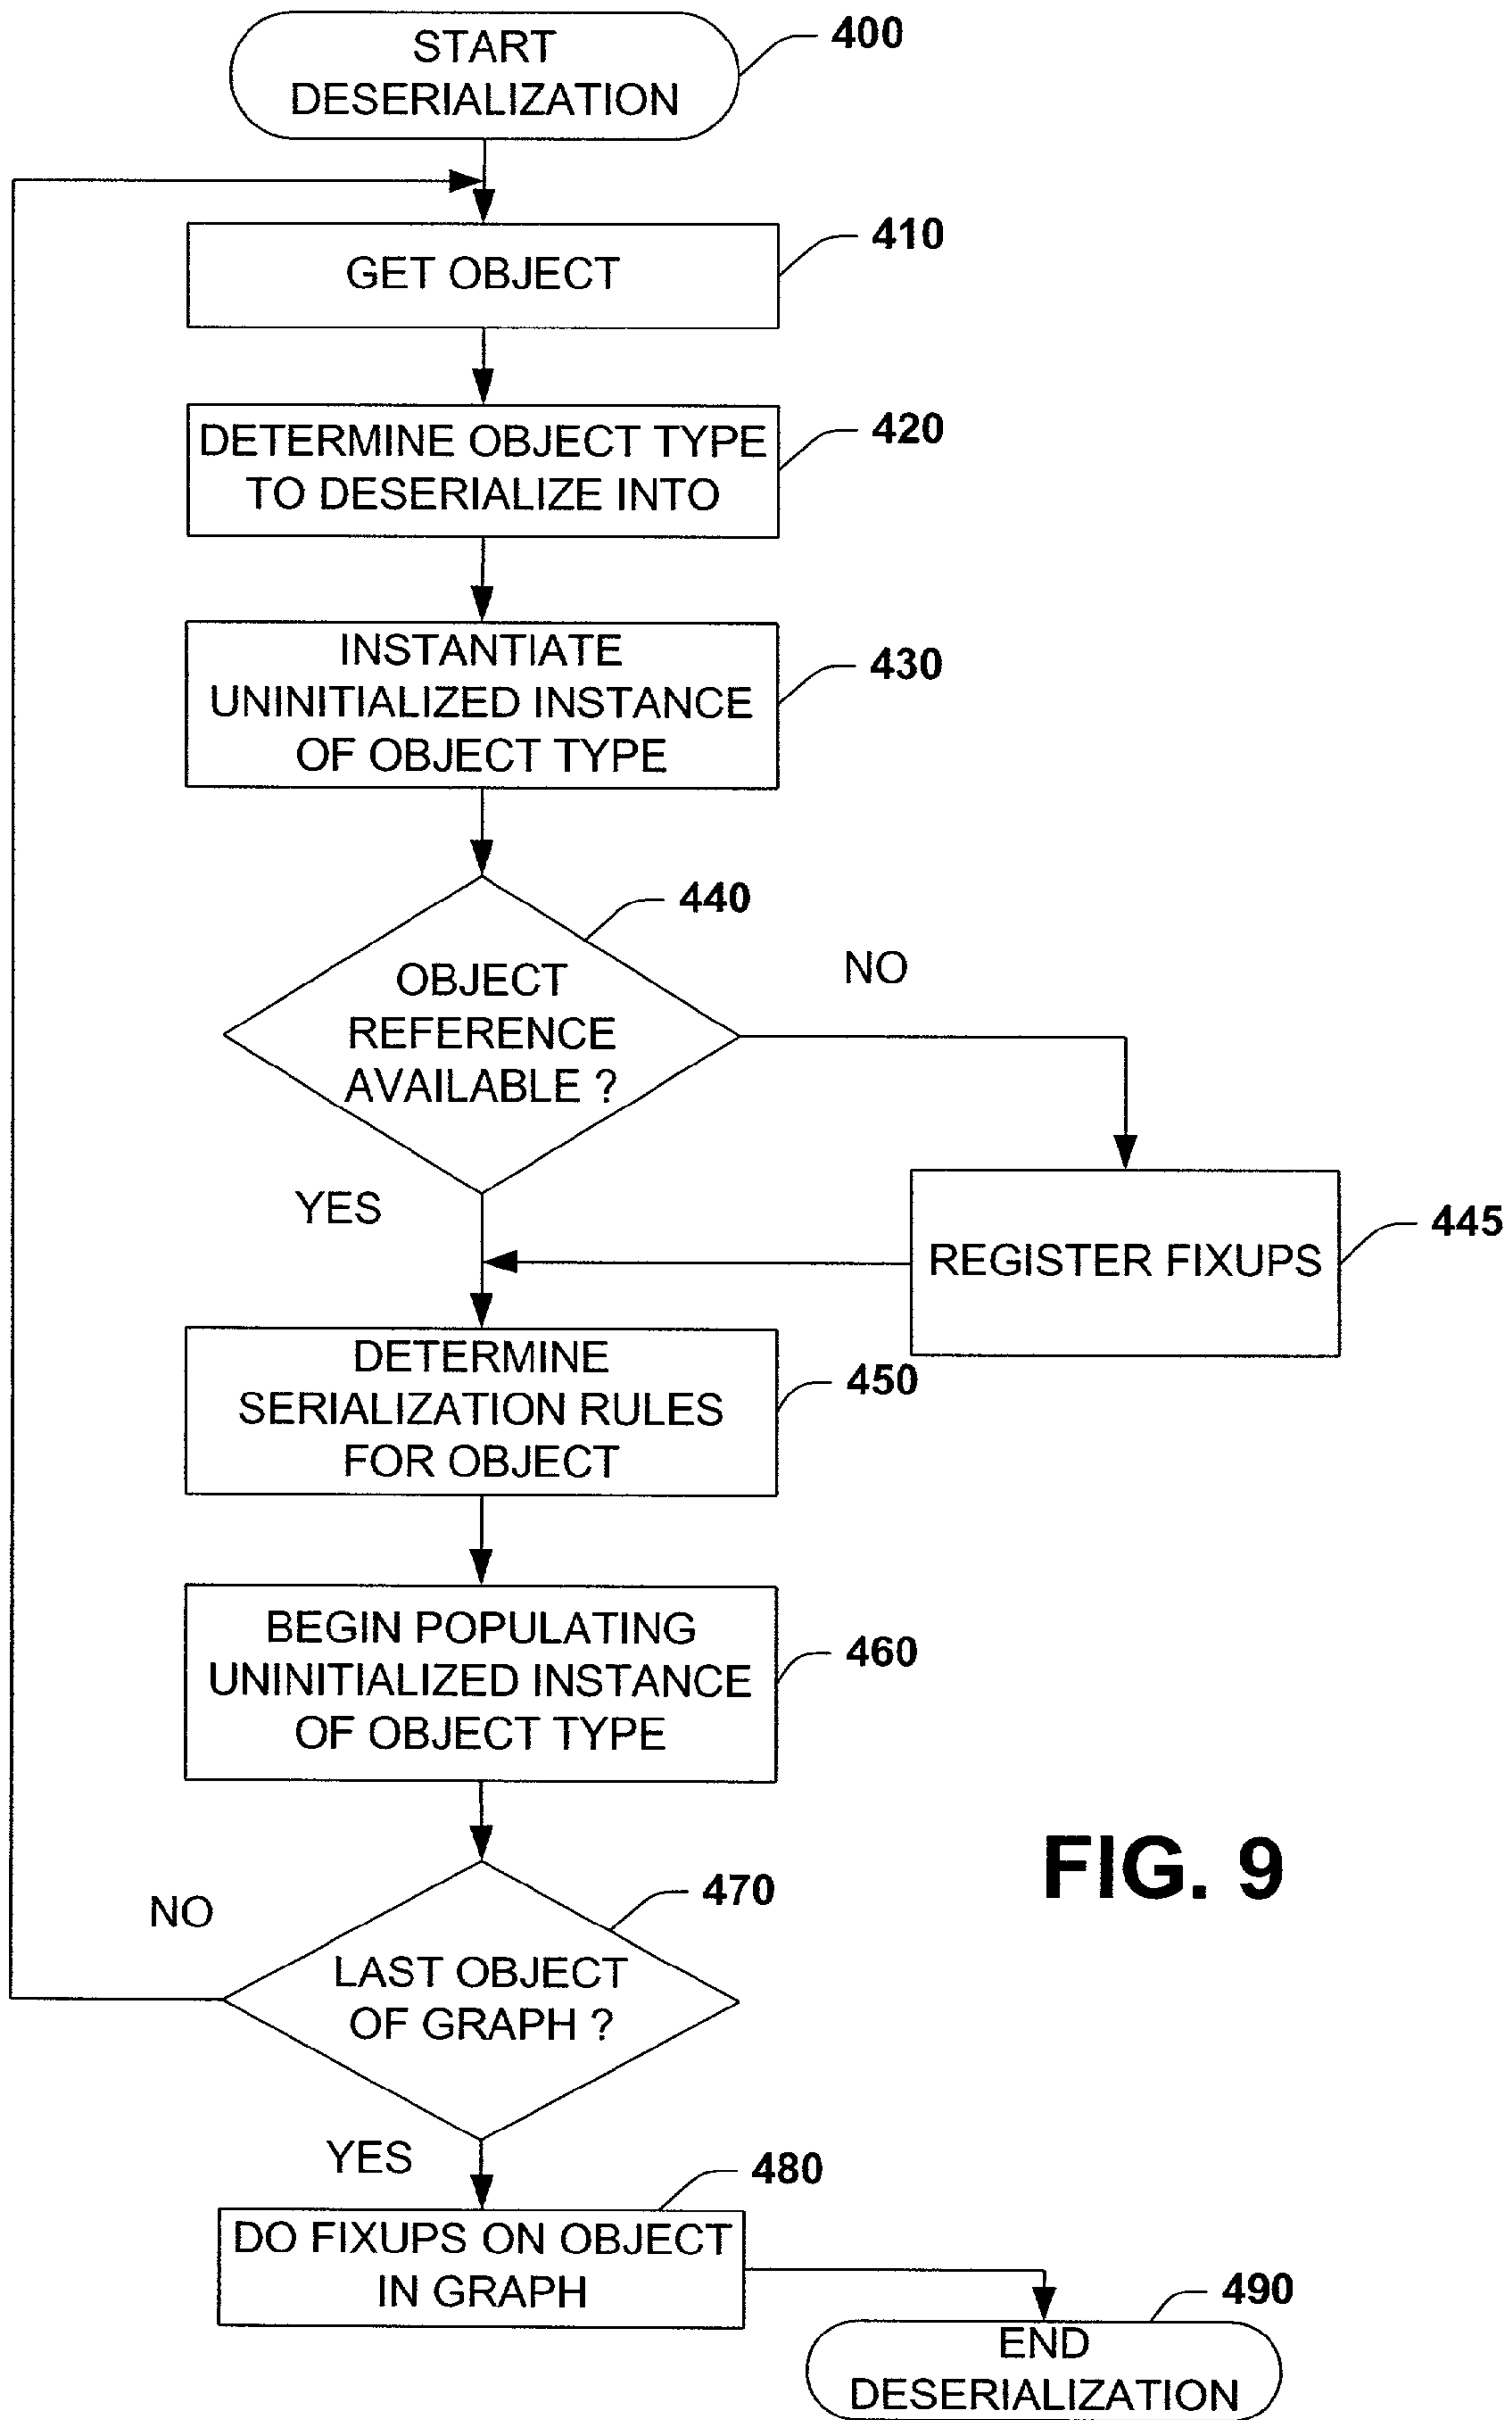 START
DESERIALIZATION
400
GET OBJECT
410
DETERMINE OBJECT TYPE
TO DESERIALIZE INTO
420
INSTANTIATE
UNINITIALIZED INSTANCE
OF OBJECT TYPE
430
440
OBJECT
REFERENCE
AVAILABLE ?
NO
YES
REGISTER FIXUPS
445
DETERMINE
SERIALIZATION RULES
FOR OBJECT
450
BEGIN POPULATING
UNINITIALIZED INSTANCE
OF OBJECT TYPE
460
FIG. 9
470
NO
LAST OBJECT
OF GRAPH ?
YES
480
DO FIXUPS ON OBJECT
IN GRAPH
490
END
DESERIALIZATION